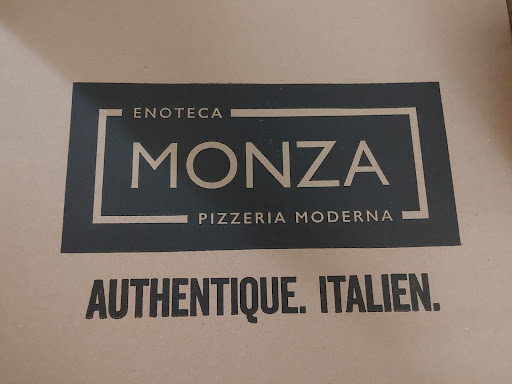 ENOTECA
MONZA
PIZZERIA MODERNA
AUTHENTIQUE. ITALIEN.